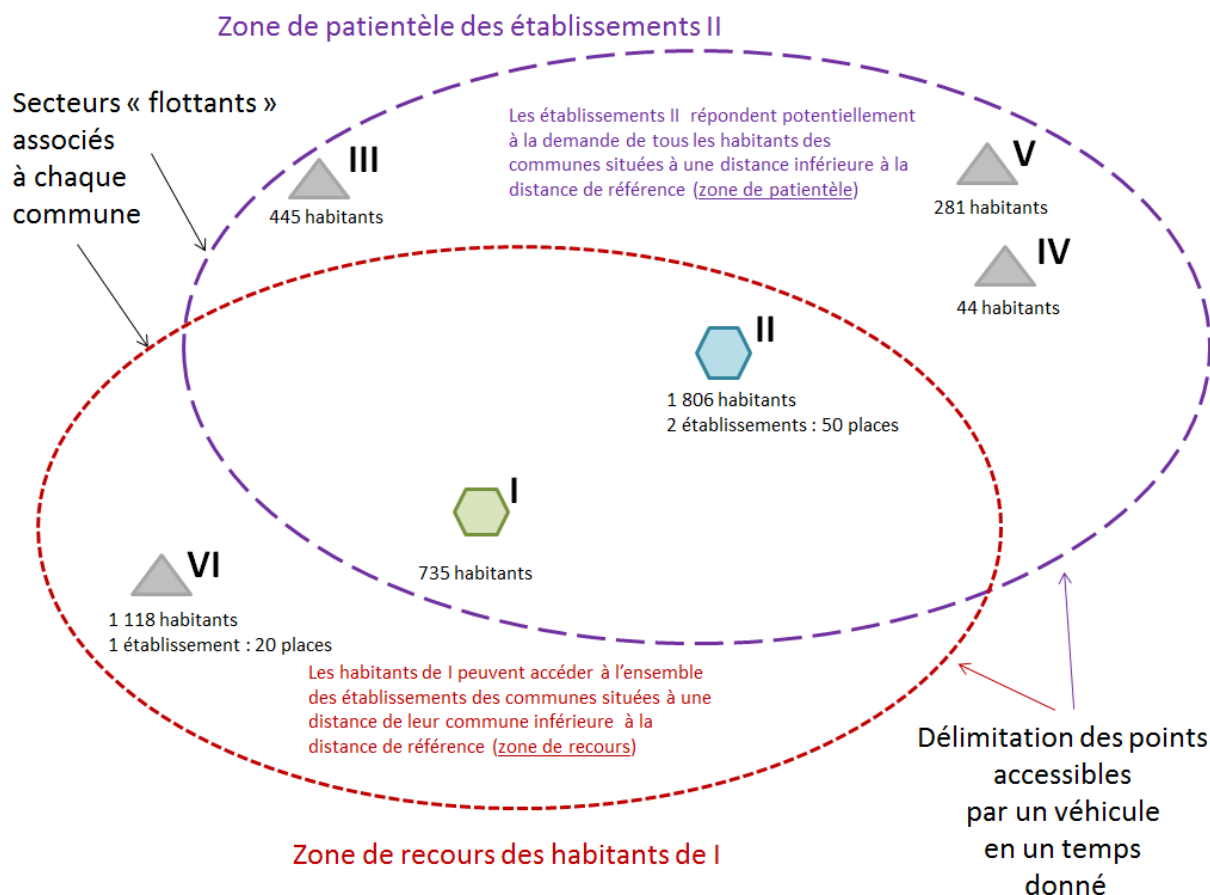 Zone de patientèle des établissements II
Secteurs « flottants »
associés
à chaque
commune
Les établissements II répondent potentiellement
à la demande de tous les habitants des
communes situées à une distance inférieure à la
distance de référence (zone de patientèle)
III
445 habitants
V
281 habitants
IV
44 habitants
II
1 806 habitants
2 établissements : 50 places
I
735 habitants
VI
1 118 habitants
1 établissement : 20 places
Les habitants de I peuvent accéder à l’ensemble
des établissements des communes situées à une
distance de leur commune inférieure à la
distance de référence (zone de recours)
Délimitation des points
accessibles
par un véhicule
en un temps
donné
Zone de recours des habitants de I